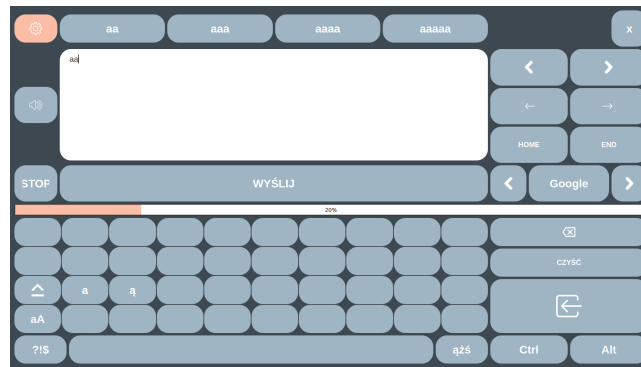 aa aaa aaaa aaaaa x
aa
HOME END
STOP WYŚLIJ Google
20%
CZYŚĆ
a ą
aA
?!$ ążś Ctrl Alt